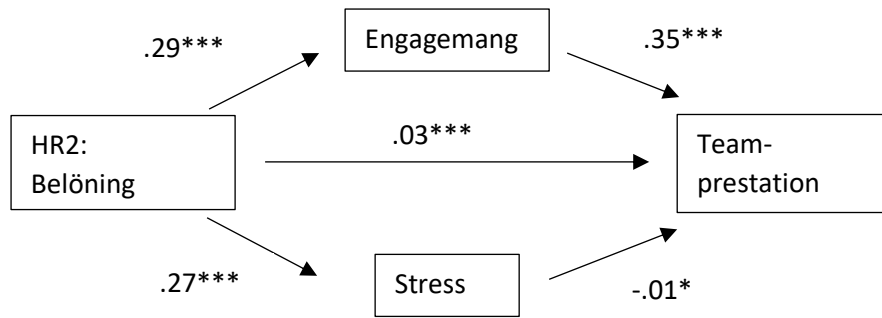 Engagemang
.29***
.35***
HR2:
Belöning
.03***
Team-
prestation
.27***
Stress
-.01*